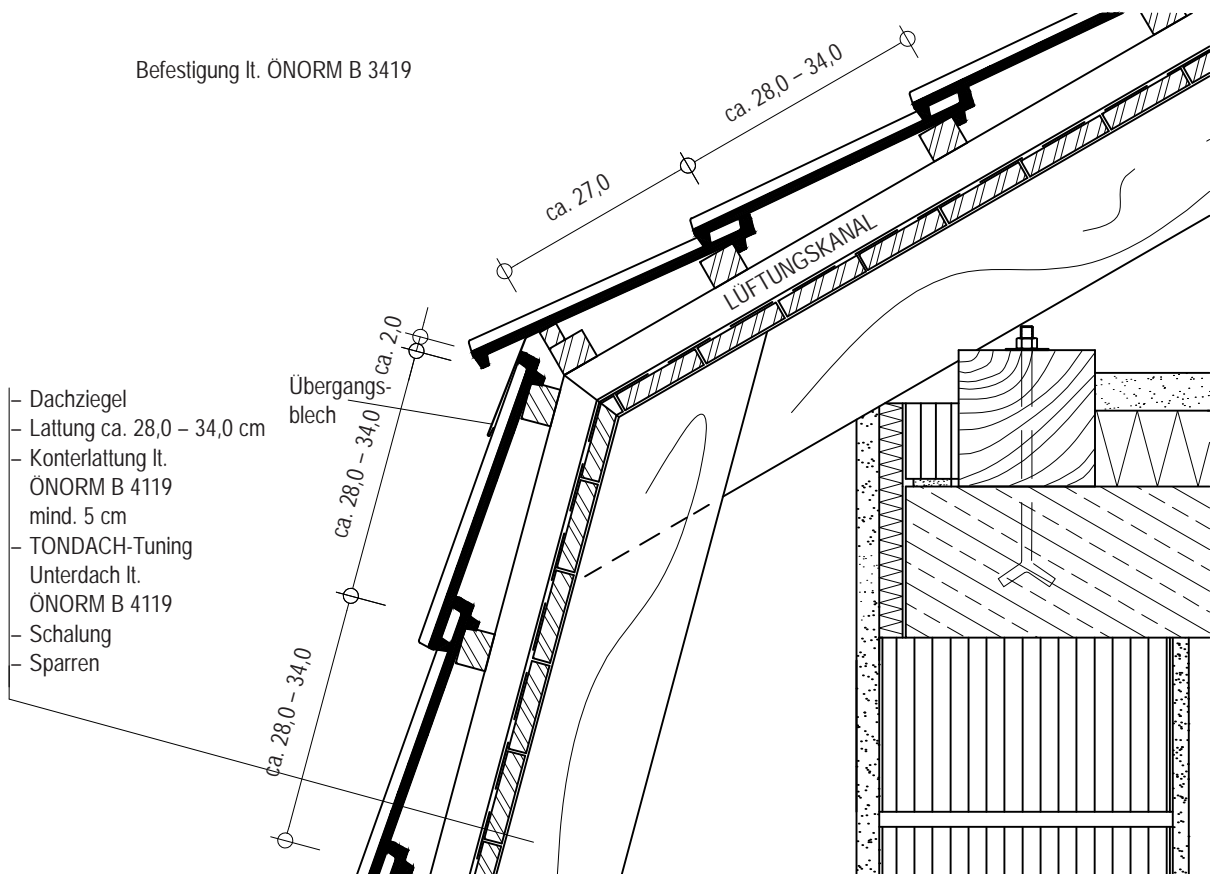 Befestigung lt. ÖNORM B 3419
ca. 28,0 – 34,0
ca. 27,0
LÜFTUNGSKANAL
ca. 2,0
Übergangs-
blech
ca. 28,0 – 34,0
ca. 28,0 – 34,0
– Dachziegel
– Lattung ca. 28,0 – 34,0 cm
– Konterlattung lt.
ÖNORM B 4119
mind. 5 cm
– TONDACH-Tuning
Unterdach lt.
ÖNORM B 4119
– Schalung
– Sparren